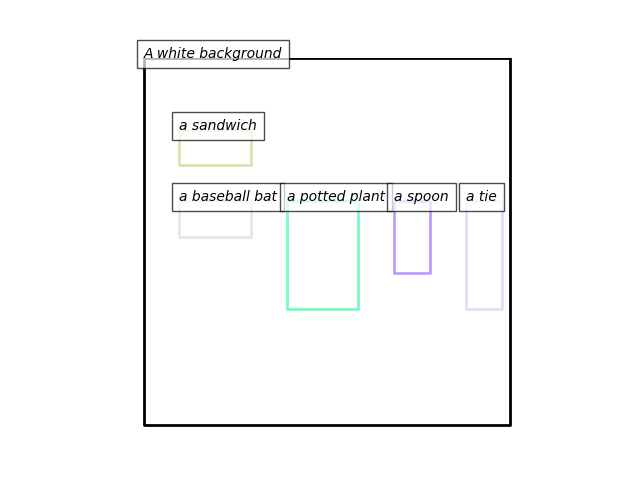 A white background
a sandwich
a baseball bat
a potted plant
a spoon
a tie